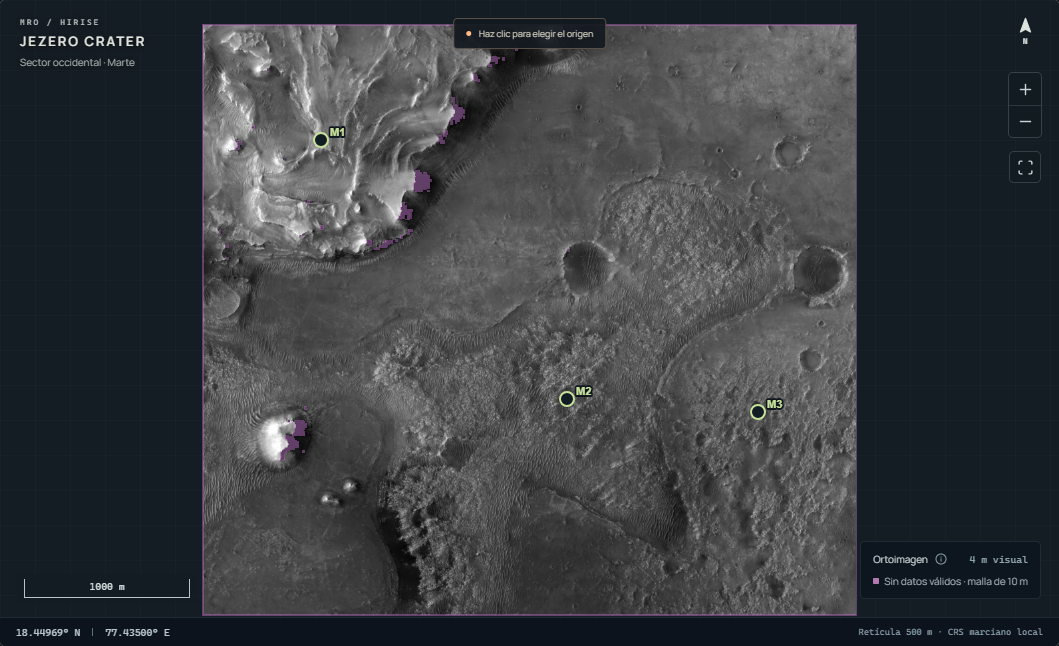 MRO / HIRISE
JEZERO CRATER
Sector occidental · Marte
Haz clic para elegir el origen
N
+
−
M1
M2
M3
Ortoimagen ⓘ 4 m visual
Sin datos válidos · malla de 10 m
1000 m
18.44969° N | 77.43500° E
Retícula 500 m · CRS marciano local